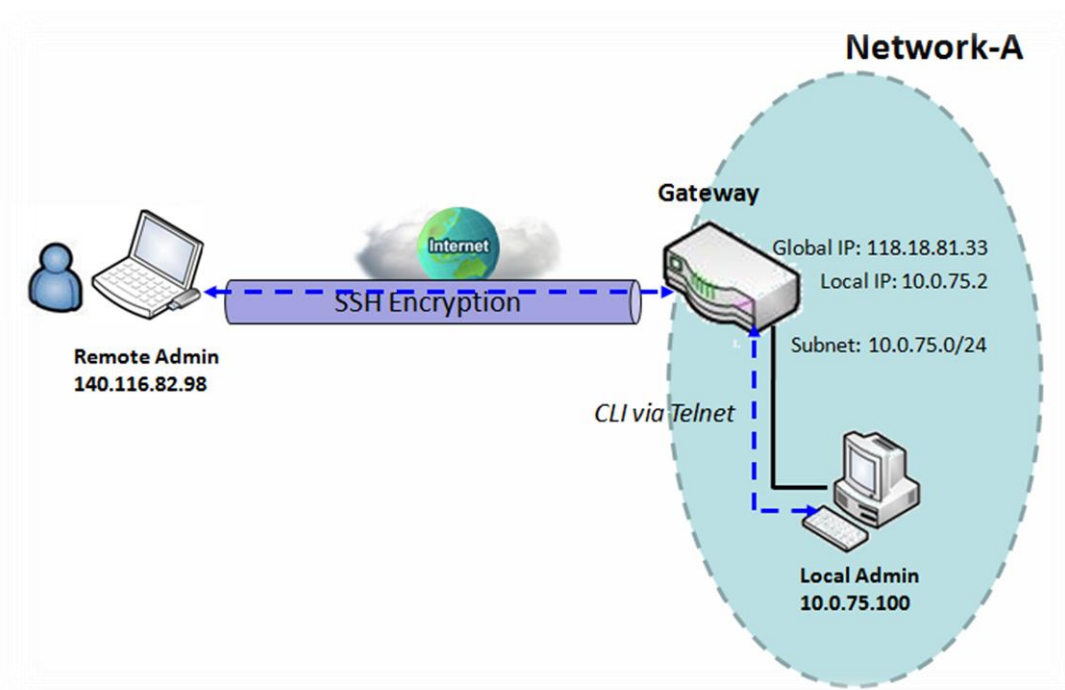 Network-A
Gateway
Global IP: 118.18.81.33
Local IP: 10.0.75.2
Internet
SSH Encryption
Subnet: 10.0.75.0/24
Remote Admin
140.116.82.98
CLI via Telnet
Local Admin
10.0.75.100